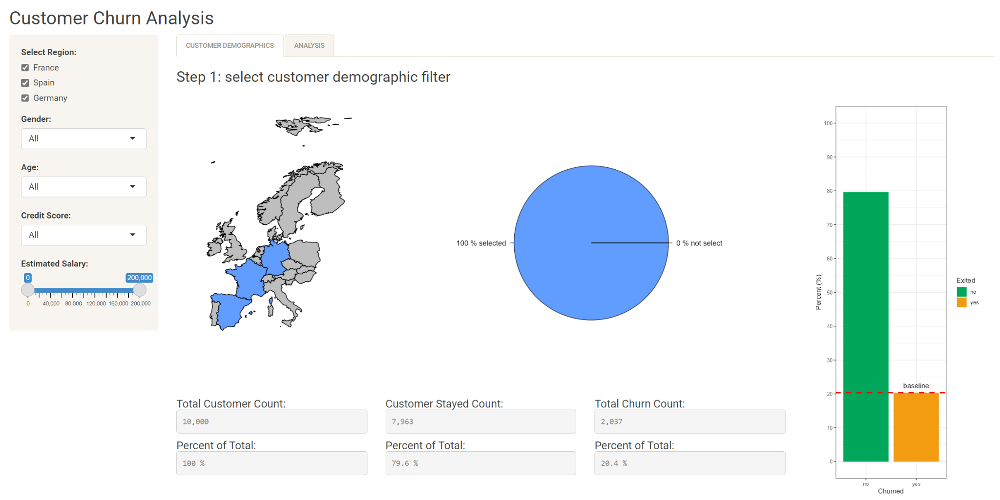 Customer Churn Analysis
Select Region:
France
Spain
Germany
Gender:
All
Age:
All
Credit Score:
All
Estimated Salary:
0 200,000
0 40,000 80,000 120,000 160,000 200,000
CUSTOMER DEMOGRAPHICS ANALYSIS
Step 1: select customer demographic filter
100 % selected
0 % not select
Total Customer Count:
10,000
Percent of Total:
100 %
Customer Stayed Count:
7,963
Percent of Total:
79.6 %
Total Churn Count:
2,037
Percent of Total:
20.4 %
Percent (%)
100
90
80
70
60
50
40
30
20
10
0
baseline
no yes
Churned
Exited
no
yes